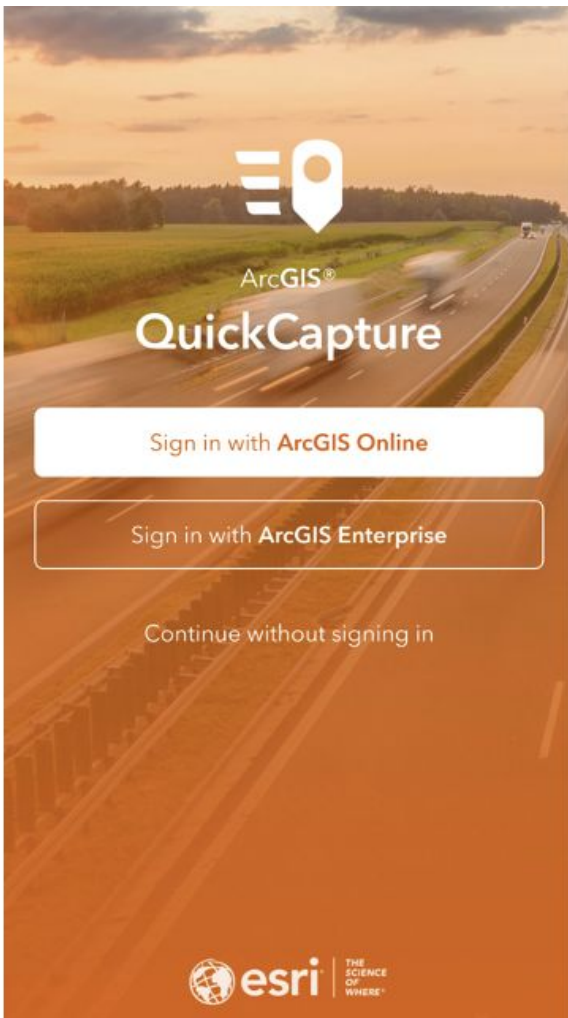 ArcGIS®
QuickCapture
Sign in with ArcGIS Online
Sign in with ArcGIS Enterprise
Continue without signing in
esri
THE
SCIENCE
OF
WHERE®